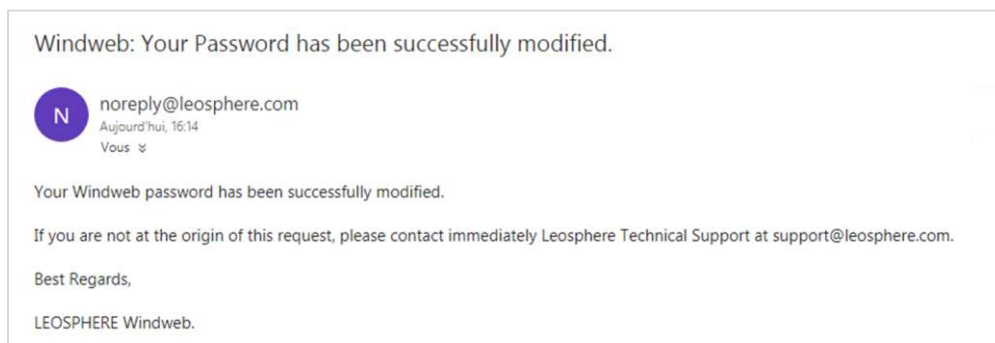 Windweb: Your Password has been successfully modified.
N
noreply@leosphere.com
Aujourd'hui, 16:14
Vous
Your Windweb password has been successfully modified.
If you are not at the origin of this request, please contact immediately Leosphere Technical Support at support@leosphere.com.
Best Regards,
LEOSPHERE Windweb.